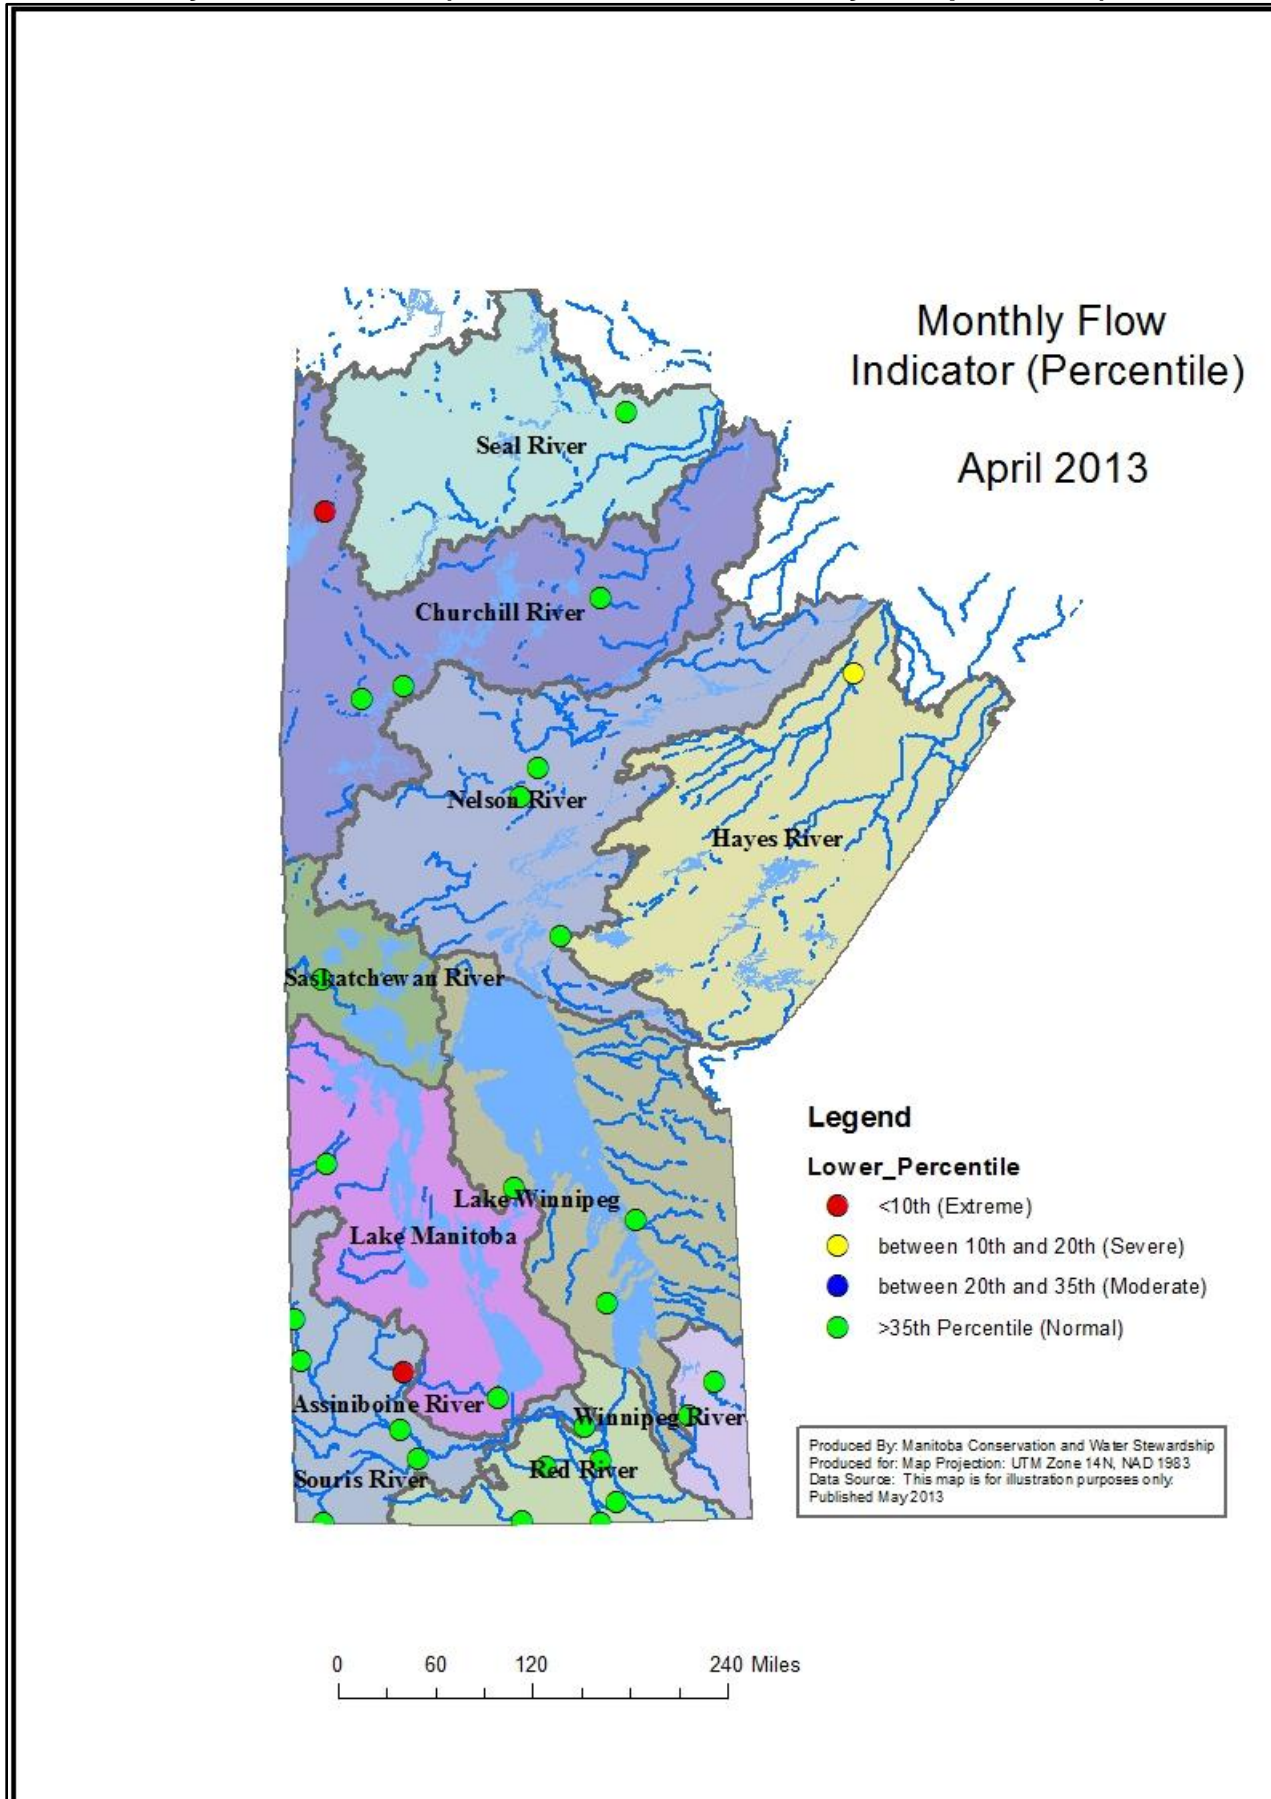 Monthly Flow
Indicator (Percentile)
April 2013
Seal River
Churchill River
Nelson River
Hayes River
Saskatchewan River
Lake Winnipeg
Lake Manitoba
Assiniboine River
Winnipeg River
Souris River
Red River
Legend
Lower_Percentile
<10th (Extreme)
between 10th and 20th (Severe)
between 20th and 35th (Moderate)
>35th Percentile (Normal)
Produced By: Manitoba Conservation and Water Stewardship
Produced for: Map Projection: UTM Zone 14N, NAD 1983
Data Source: This map is for illustration purposes only.
Published May 2013
0 60 120 240 Miles